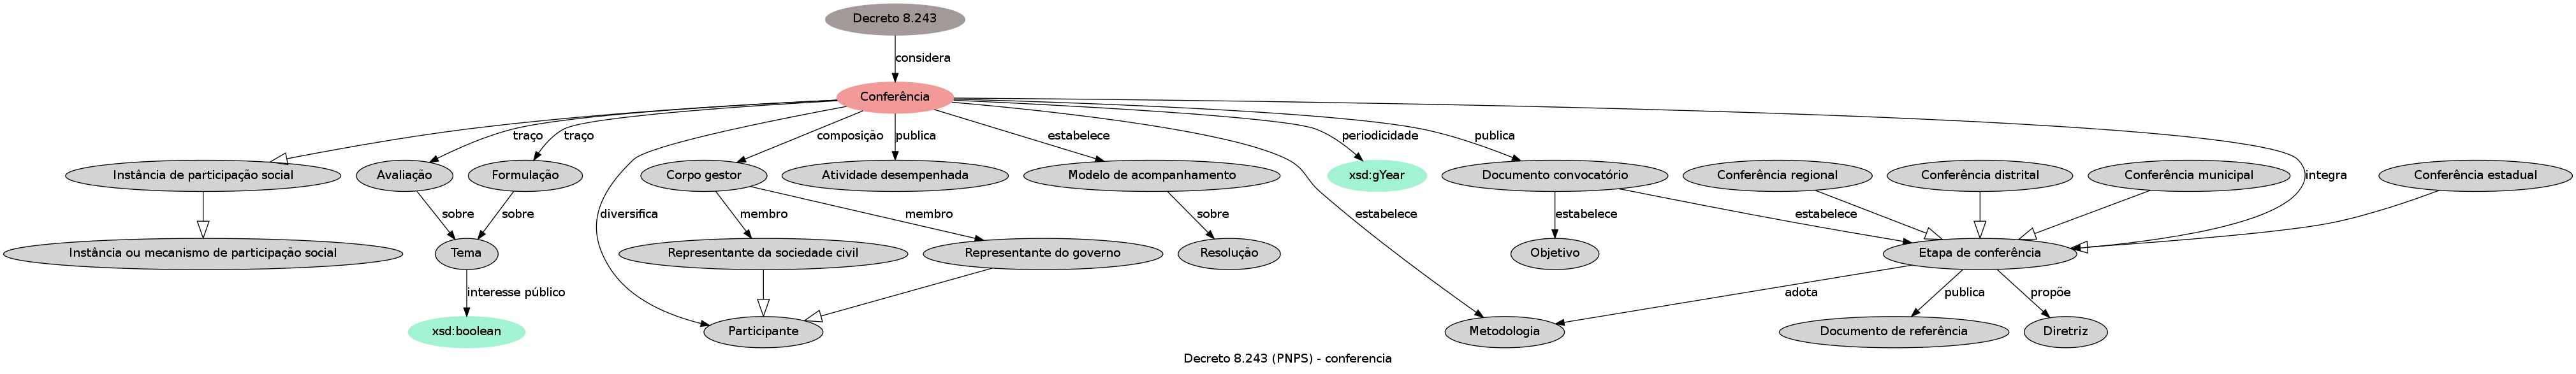 Decreto 8.243
considera
Conferência
traço
traço
composição
publica
estabelece
periodicidade
publica
Instância de participação social
Avaliação
Formulação
Corpo gestor
Atividade desempenhada
Modelo de acompanhamento
xsd:gYear
Documento convocatório
Conferência regional
Conferência distrital
Conferência municipal
Conferência estadual
integra
sobre
sobre
diversifica
membro
membro
sobre
estabelece
estabelece
estabelece
Instância ou mecanismo de participação social
Tema
Representante da sociedade civil
Representante do governo
Resolução
Objetivo
Etapa de conferência
interesse público
adota
publica
propõe
xsd:boolean
Participante
Metodologia
Documento de referência
Diretriz
Decreto 8.243 (PNPS) - conferencia